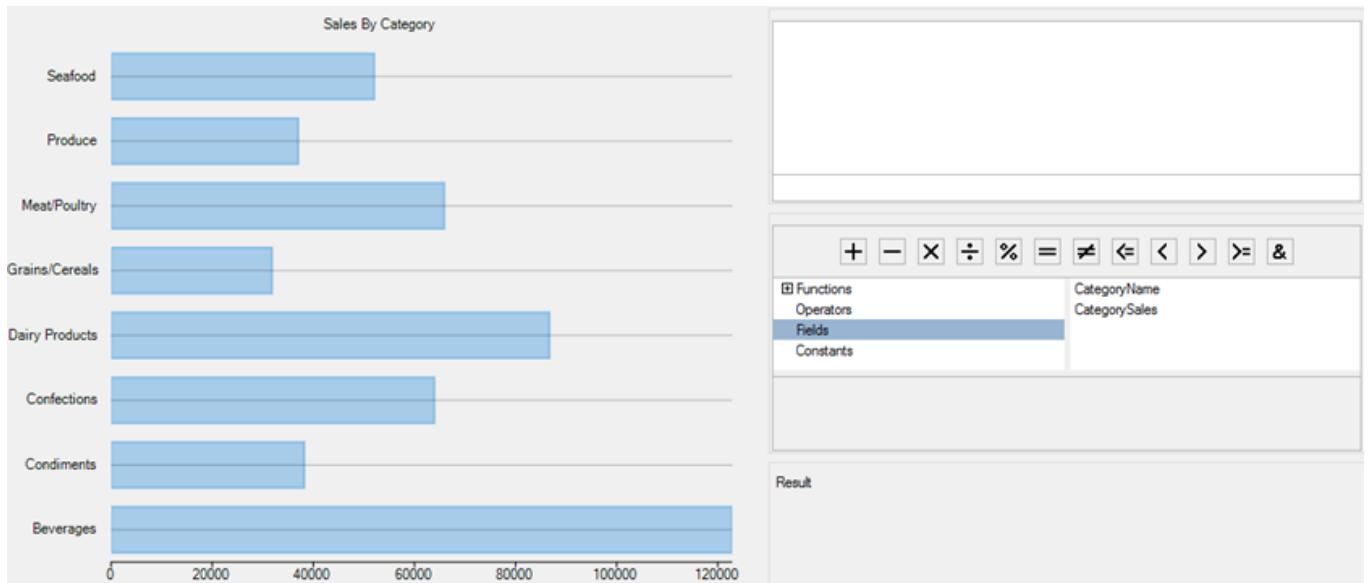 Sales By Category
Seafood
Produce
Meat/Poultry
Grains/Cereals
Dairy Products
Confections
Condiments
Beverages
0 20000 40000 60000 80000 100000 120000
+ − × ÷ % = ≠ <= < > >= &
Functions
Operators
Fields
Constants
CategoryName
CategorySales
Result